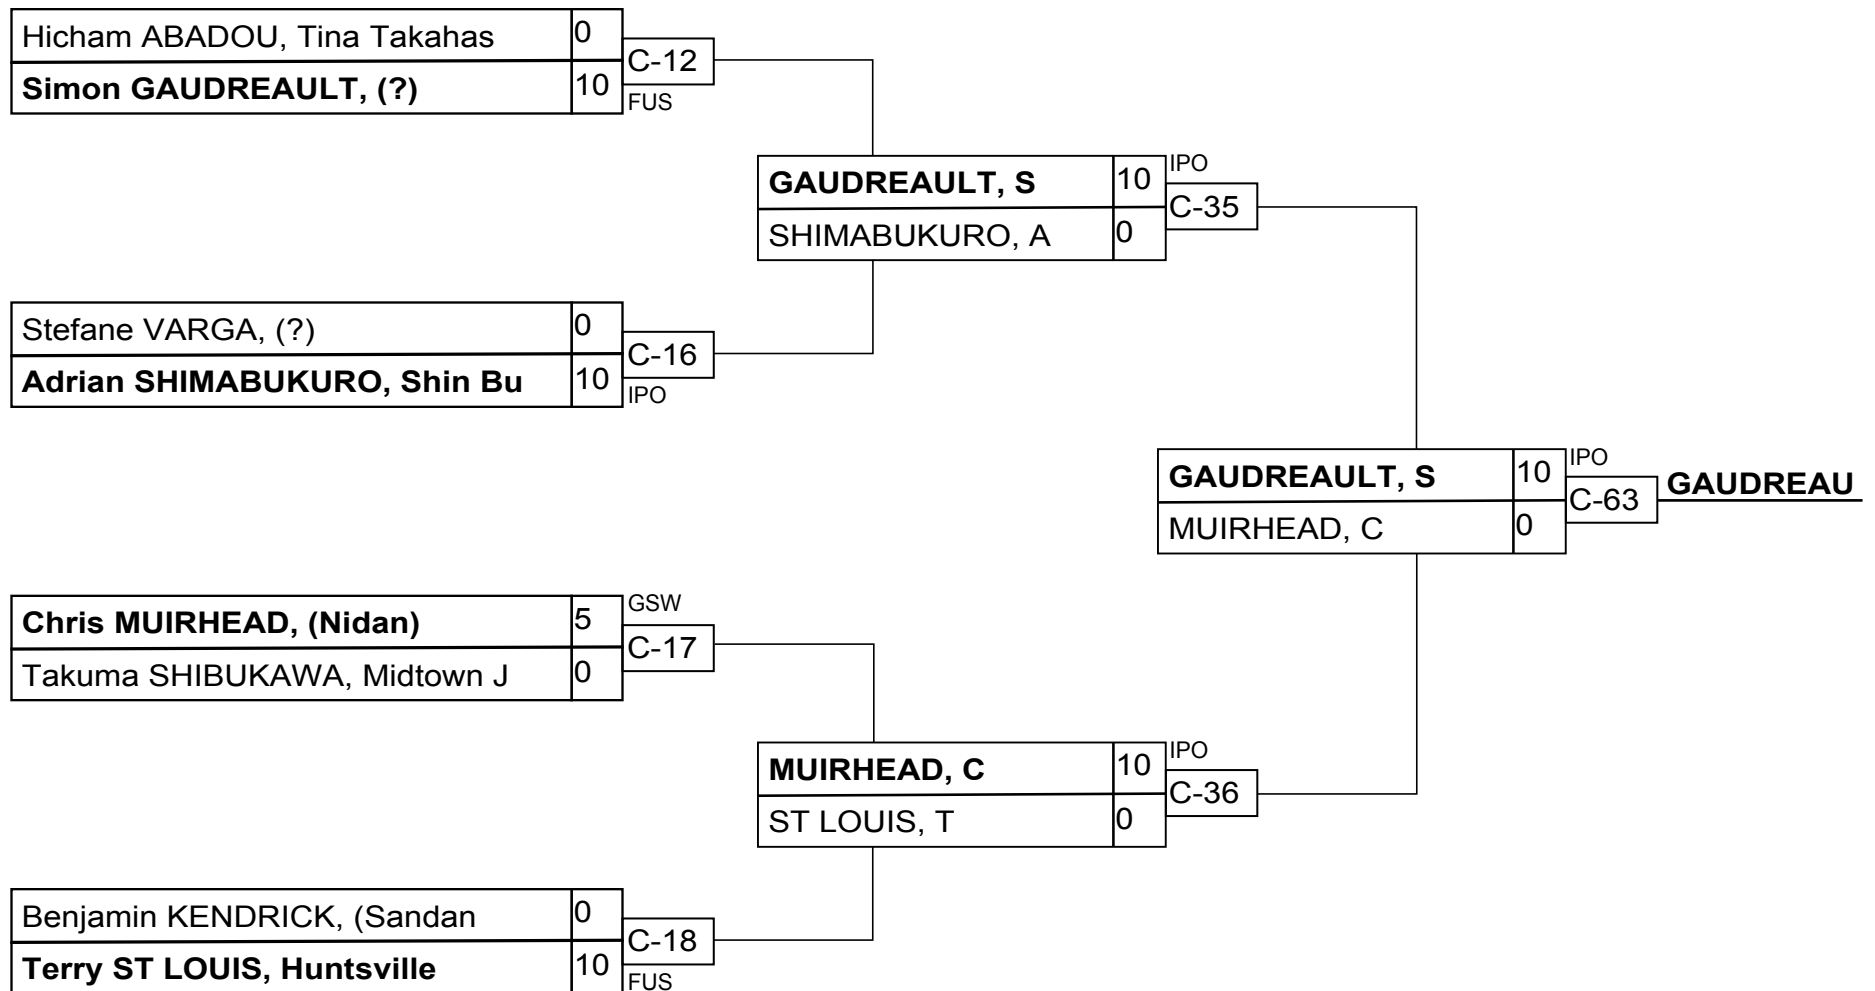 Hicham ABADOU, Tina Takahas 0
C-12
Simon GAUDREAULT, (?) 10
FUS
GAUDREAULT, S 10 IPO
C-35
SHIMABUKURO, A 0
Stefane VARGA, (?) 0
C-16
Adrian SHIMABUKURO, Shin Bu 10
IPO
GAUDREAULT, S 10 IPO
C-63 GAUDREAU
MUIRHEAD, C 0
Chris MUIRHEAD, (Nidan) 5 GSW
C-17
Takuma SHIBUKAWA, Midtown J 0
MUIRHEAD, C 10 IPO
C-36
ST LOUIS, T 0
Benjamin KENDRICK, (Sandan 0
C-18
Terry ST LOUIS, Huntsville 10
FUS